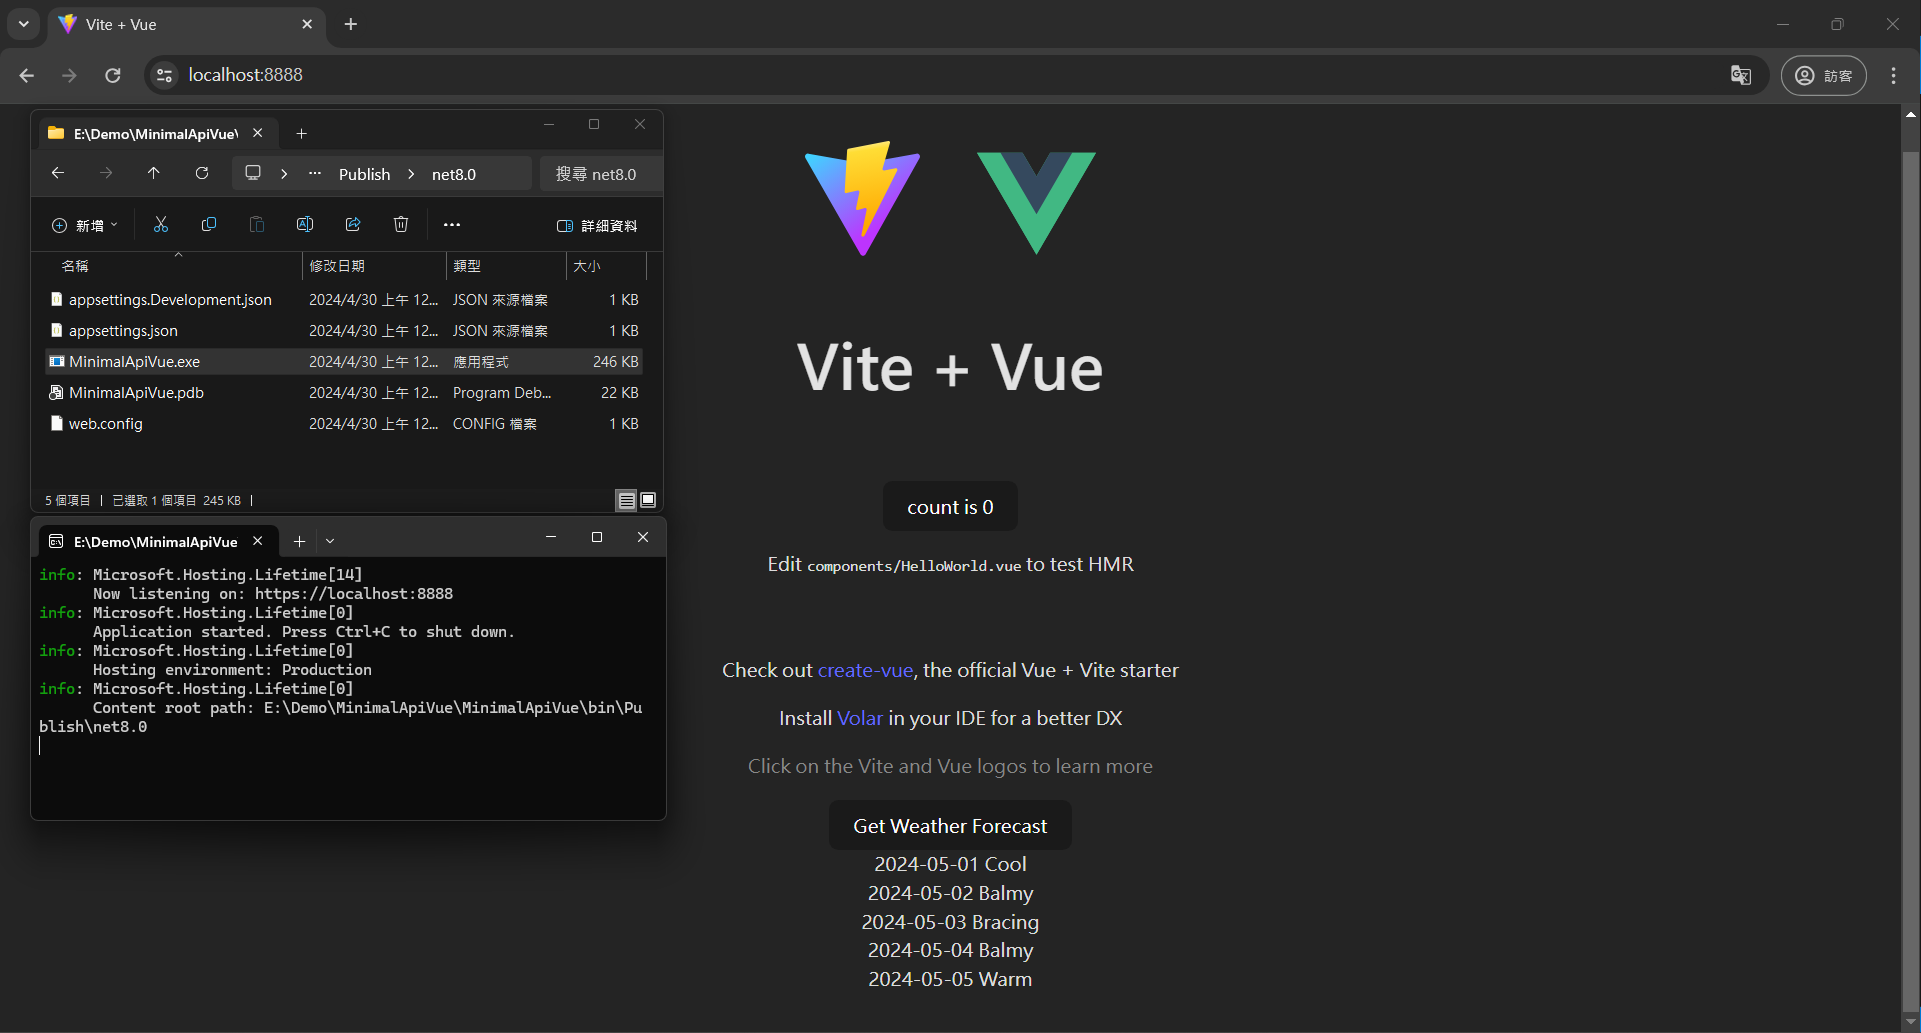 Vite + Vue
localhost:8888
訪客
E:\Demo\MinimalApiVue\
Publish
net8.0
搜尋 net8.0
新增
詳細資料
名稱 修改日期 類型 大小
appsettings.Development.json 2024/4/30 上午 12... JSON 來源檔案 1 KB
appsettings.json 2024/4/30 上午 12... JSON 來源檔案 1 KB
MinimalApiVue.exe 2024/4/30 上午 12... 應用程式 246 KB
MinimalApiVue.pdb 2024/4/30 上午 12... Program Deb... 22 KB
web.config 2024/4/30 上午 12... CONFIG 檔案 1 KB
5 個項目 | 已選取 1 個項目 245 KB |
E:\Demo\MinimalApiVue
info: Microsoft.Hosting.Lifetime[14]
Now listening on: https://localhost:8888
info: Microsoft.Hosting.Lifetime[0]
Application started. Press Ctrl+C to shut down.
info: Microsoft.Hosting.Lifetime[0]
Hosting environment: Production
info: Microsoft.Hosting.Lifetime[0]
Content root path: E:\Demo\MinimalApiVue\MinimalApiVue\bin\Pu
blish\net8.0
Vite + Vue
count is 0
Edit components/HelloWorld.vue to test HMR
Check out create-vue, the official Vue + Vite starter
Install Volar in your IDE for a better DX
Click on the Vite and Vue logos to learn more
Get Weather Forecast
2024-05-01 Cool
2024-05-02 Balmy
2024-05-03 Bracing
2024-05-04 Balmy
2024-05-05 Warm